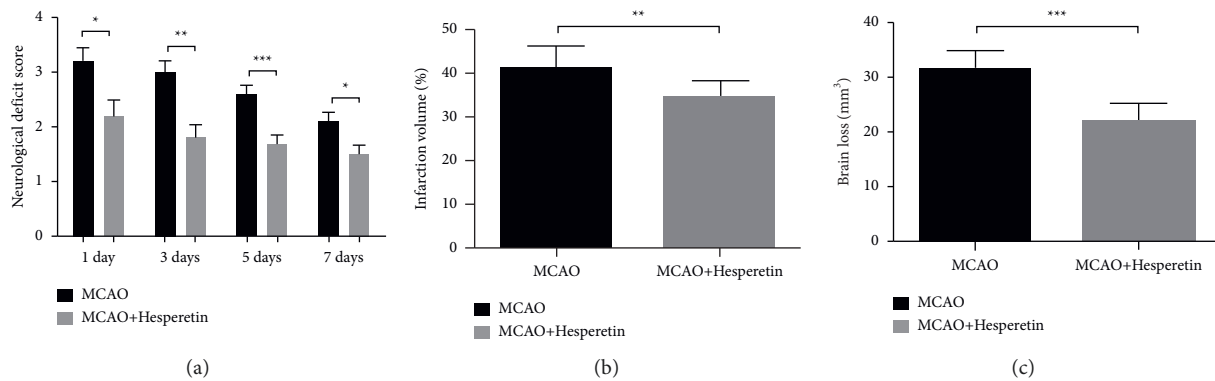 Neurological deficit score
4
3
2
1
0
*
**
***
*
1 day
3 days
5 days
7 days
MCAO
MCAO+Hesperetin
(a)
Infarction volume (%)
50
40
30
20
10
0
**
MCAO
MCAO+Hesperetin
MCAO
MCAO+Hesperetin
(b)
Brain loss (mm³)
40
30
20
10
0
***
MCAO
MCAO+Hesperetin
MCAO
MCAO+Hesperetin
(c)